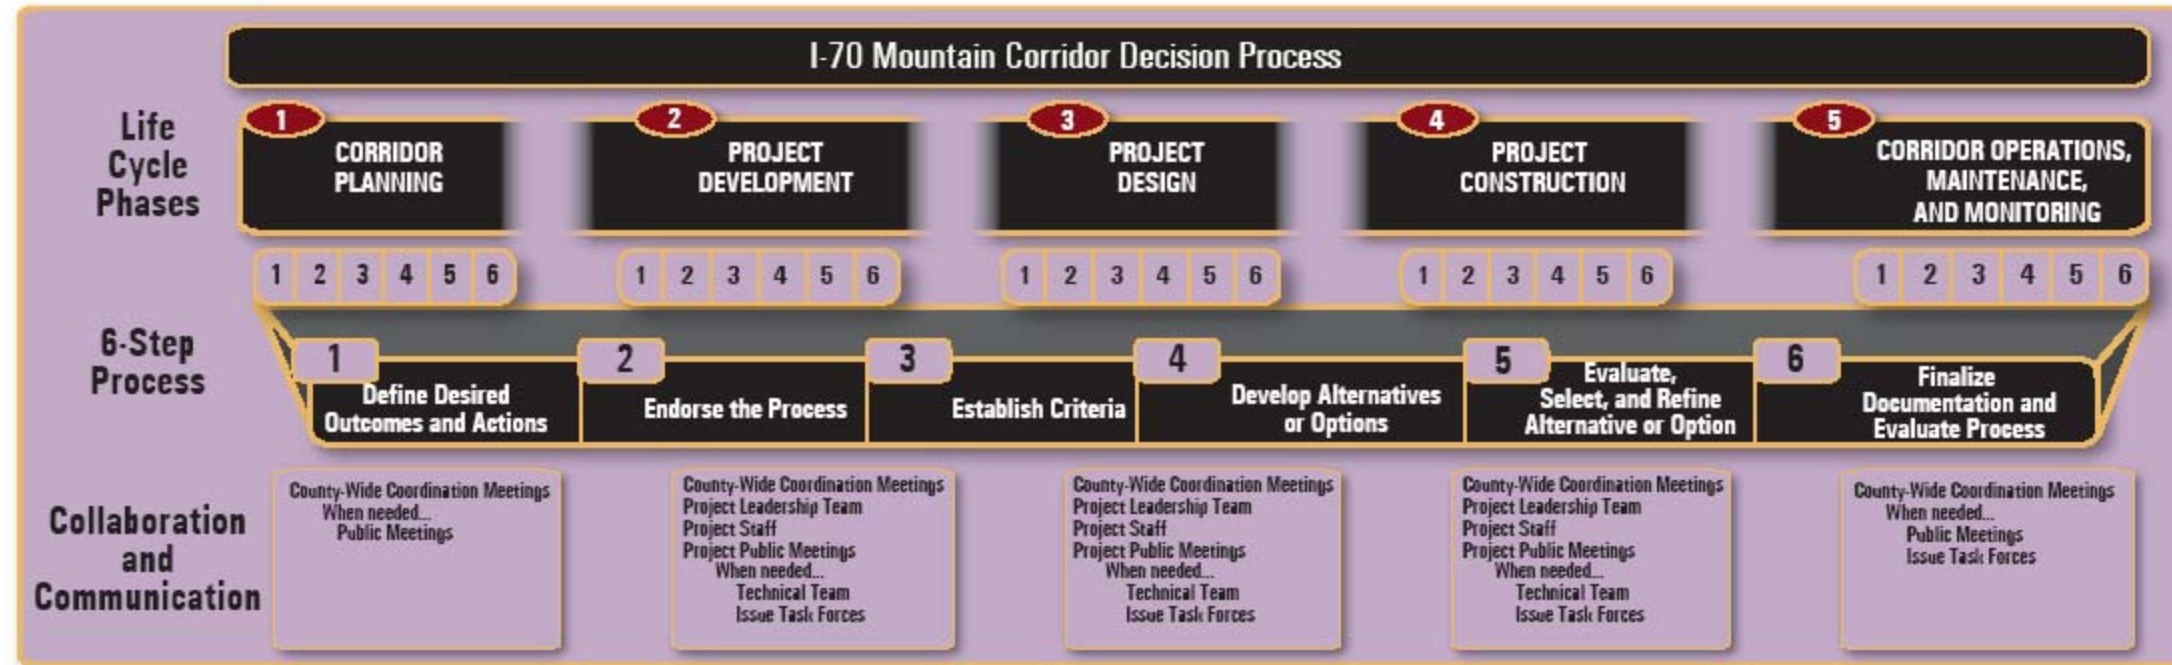 I-70 Mountain Corridor Decision Process
Life
Cycle
Phases
1
CORRIDOR
PLANNING
2
PROJECT
DEVELOPMENT
3
PROJECT
DESIGN
4
PROJECT
CONSTRUCTION
5
CORRIDOR OPERATIONS,
MAINTENANCE,
AND MONITORING
1 2 3 4 5 6
1 2 3 4 5 6
1 2 3 4 5 6
1 2 3 4 5 6
1 2 3 4 5 6
6-Step
Process
1
Define Desired
Outcomes and Actions
2
Endorse the Process
3
Establish Criteria
4
Develop Alternatives
or Options
5
Evaluate,
Select, and Refine
Alternative or Option
6
Finalize
Documentation and
Evaluate Process
Collaboration
and
Communication
County-Wide Coordination Meetings
When needed...
Public Meetings
County-Wide Coordination Meetings
Project Leadership Team
Project Staff
Project Public Meetings
When needed...
Technical Team
Issue Task Forces
County-Wide Coordination Meetings
Project Leadership Team
Project Staff
Project Public Meetings
When needed...
Technical Team
Issue Task Forces
County-Wide Coordination Meetings
Project Leadership Team
Project Staff
Project Public Meetings
When needed...
Technical Team
Issue Task Forces
County-Wide Coordination Meetings
When needed...
Public Meetings
Issue Task Forces